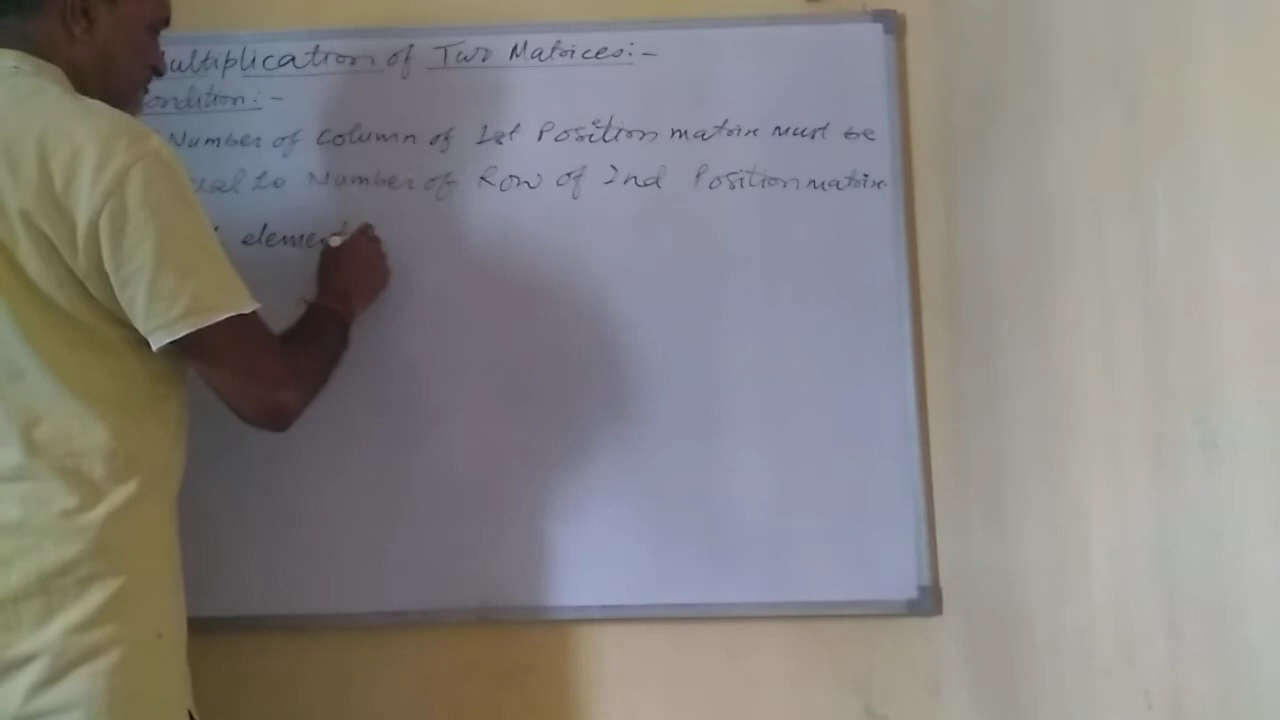 ultiplication of Two Matrices:-
ondition:-
Number of Column of 1st Position matrix must be
ual to Number of Row of 2nd Position matrix
element